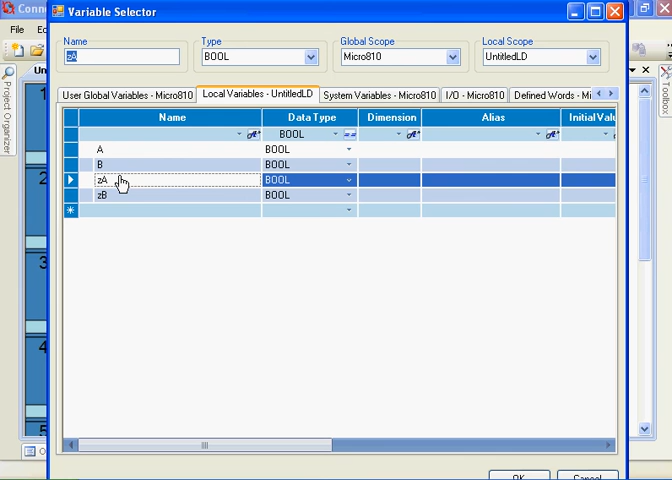 Conne
Variable Selector
File
Ed
Name
Type
Global Scope
Local Scope
zA
BOOL
Micro810
UntitledLD
Un
Project Organizer
Toolbox
User Global Variables - Micro810
Local Variables - UntitledLD
System Variables - Micro810
I/O - Micro810
Defined Words - Mi
Name
Data Type
Dimension
Alias
Initial Valu
BOOL
A BOOL
B BOOL
zA BOOL
zB BOOL
1
2
3
4
5
O
OK
Cancel